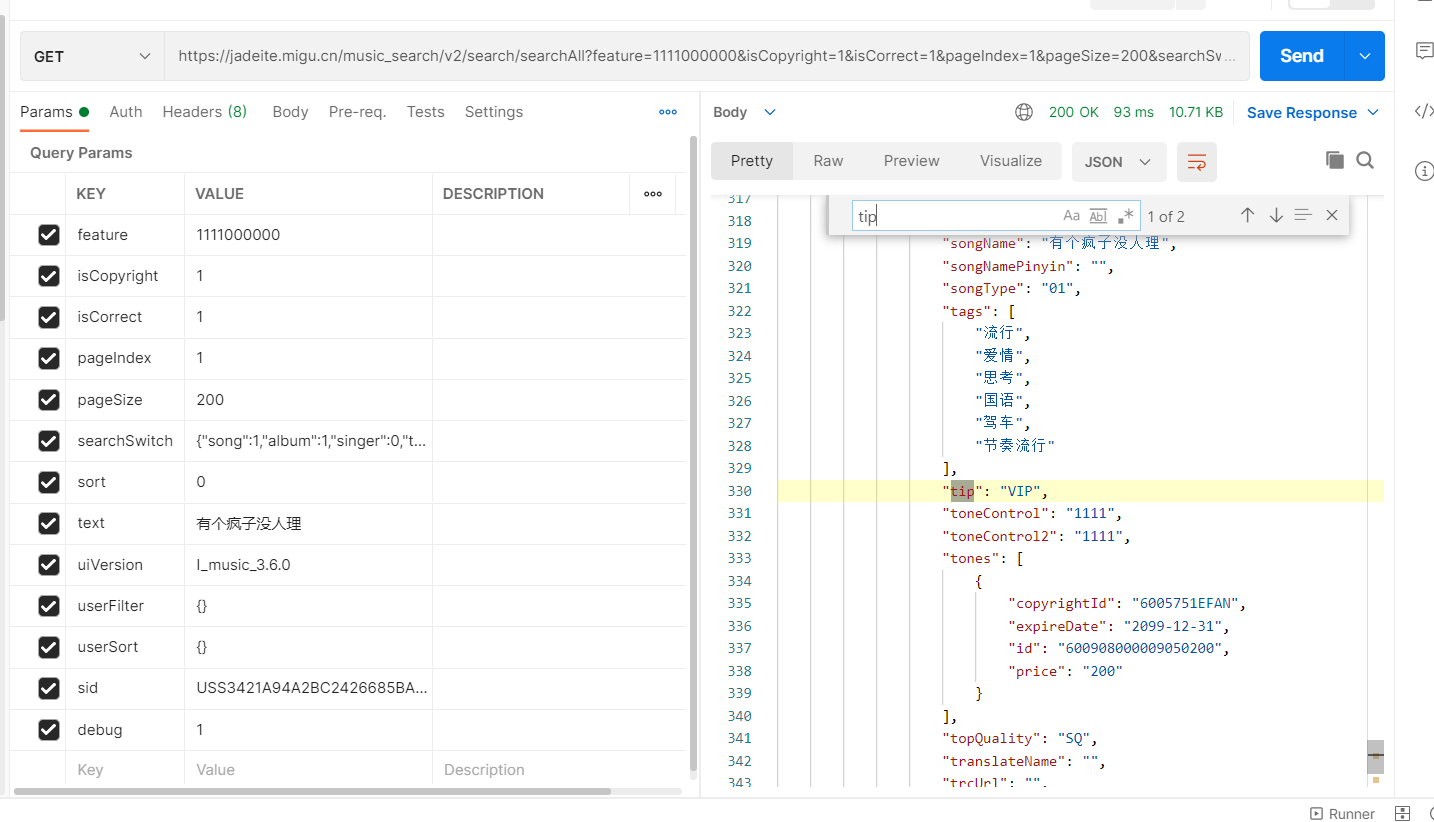 GET
https://jadeite.migu.cn/music_search/v2/search/searchAll?feature=1111000000&isCopyright=1&isCorrect=1&pageIndex=1&pageSize=200&searchSw...
Send
Params Auth Headers (8) Body Pre-req. Tests Settings
Query Params
KEY VALUE DESCRIPTION
feature 1111000000
isCopyright 1
isCorrect 1
pageIndex 1
pageSize 200
searchSwitch {"song":1,"album":1,"singer":0,"t...
sort 0
text 有个疯子没人理
uiVersion I_music_3.6.0
userFilter {}
userSort {}
sid USS3421A94A2BC2426685BA...
debug 1
Key Value Description
Body 200 OK 93 ms 10.71 KB Save Response
Pretty Raw Preview Visualize JSON
tip Aa Abl .* 1 of 2
317
318
319 "songName": "有个疯子没人理",
320 "songNamePinyin": "",
321 "songType": "01",
322 "tags": [
323 "流行",
324 "爱情",
325 "思考",
326 "国语",
327 "驾车",
328 "节奏流行"
329 ],
330 "tip": "VIP",
331 "toneControl": "1111",
332 "toneControl2": "1111",
333 "tones": [
334 {
335 "copyrightId": "6005751EFAN",
336 "expireDate": "2099-12-31",
337 "id": "600908000009050200",
338 "price": "200"
339 }
340 ],
341 "topQuality": "SQ",
342 "translateName": "",
343 "trcUrl": "",
Runner